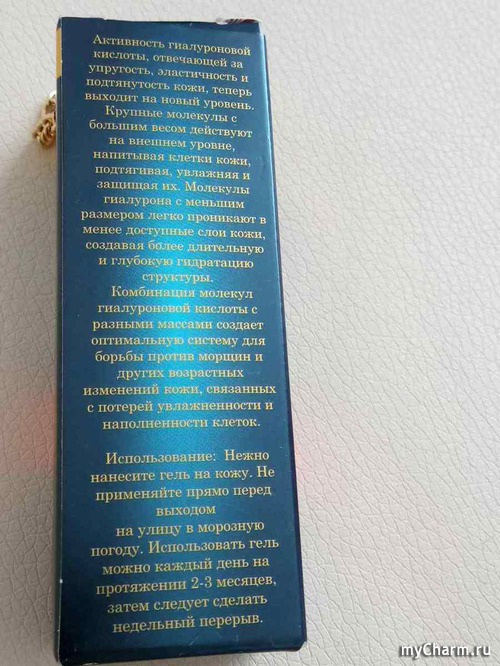 Активность гиалуроновой
кислоты, отвечающей за
упругость, эластичность и
подтянутость кожи, теперь
выходит на новый уровень.
Крупные молекулы с
большим весом действуют
на внешнем уровне,
напитывая клетки кожи,
подтягивая, увлажняя и
защищая их. Молекулы
гиалурона с меньшим
размером легко проникают в
менее доступные слои кожи,
создавая более длительную
и глубокую гидратацию
структуры.
Комбинация молекул
гиалуроновой кислоты с
разными массами создает
оптимальную систему для
борьбы против морщин и
других возрастных
изменений кожи, связанных
с потерей увлажненности и
наполненности клеток.
Использование: Нежно
нанесите гель на кожу. Не
применяйте прямо перед
выходом
на улицу в морозную
погоду. Использовать гель
можно каждый день на
протяжении 2-3 месяцев,
затем следует сделать
недельный перерыв.
myCharm.ru